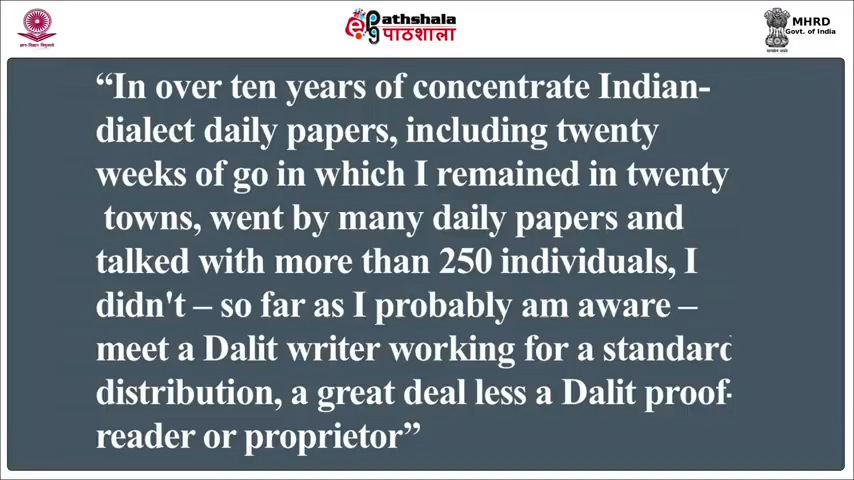 ePathshala
पाठशाला
MHRD
Govt. of India
“In over ten years of concentrate Indian-
dialect daily papers, including twenty
weeks of go in which I remained in twenty
towns, went by many daily papers and
talked with more than 250 individuals, I
didn't – so far as I probably am aware –
meet a Dalit writer working for a standard
distribution, a great deal less a Dalit proof-
reader or proprietor”